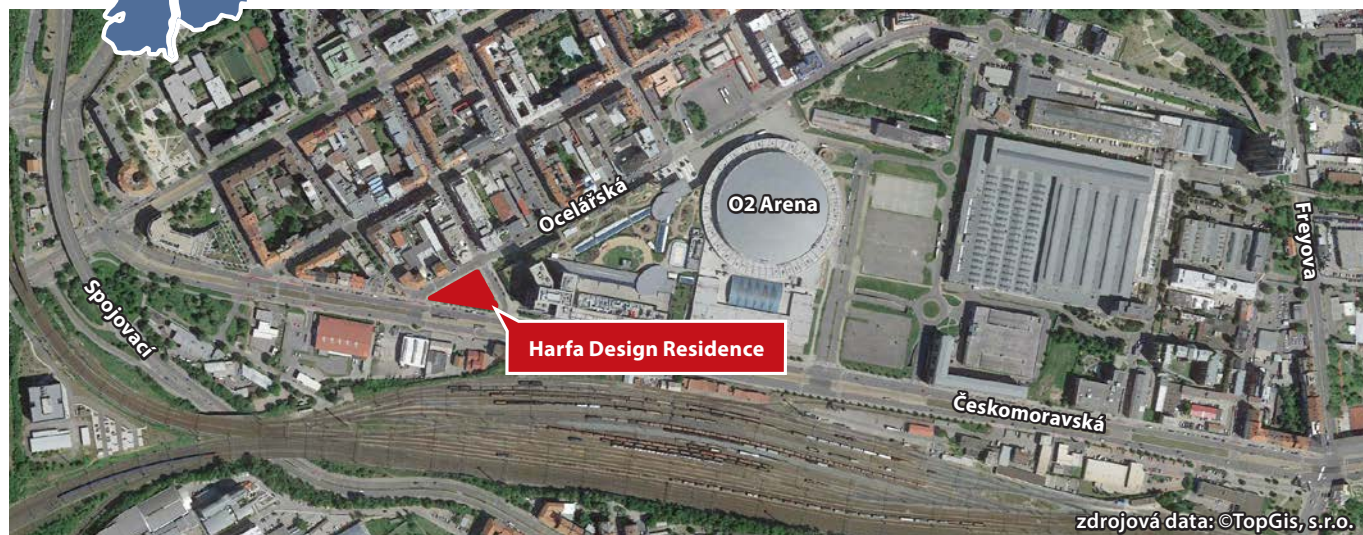 Ocelářská
O2 Arena
Freyova
Spojovací
Harfa Design Residence
Českomoravská
zdrojová data: ©TopGis, s.r.o.